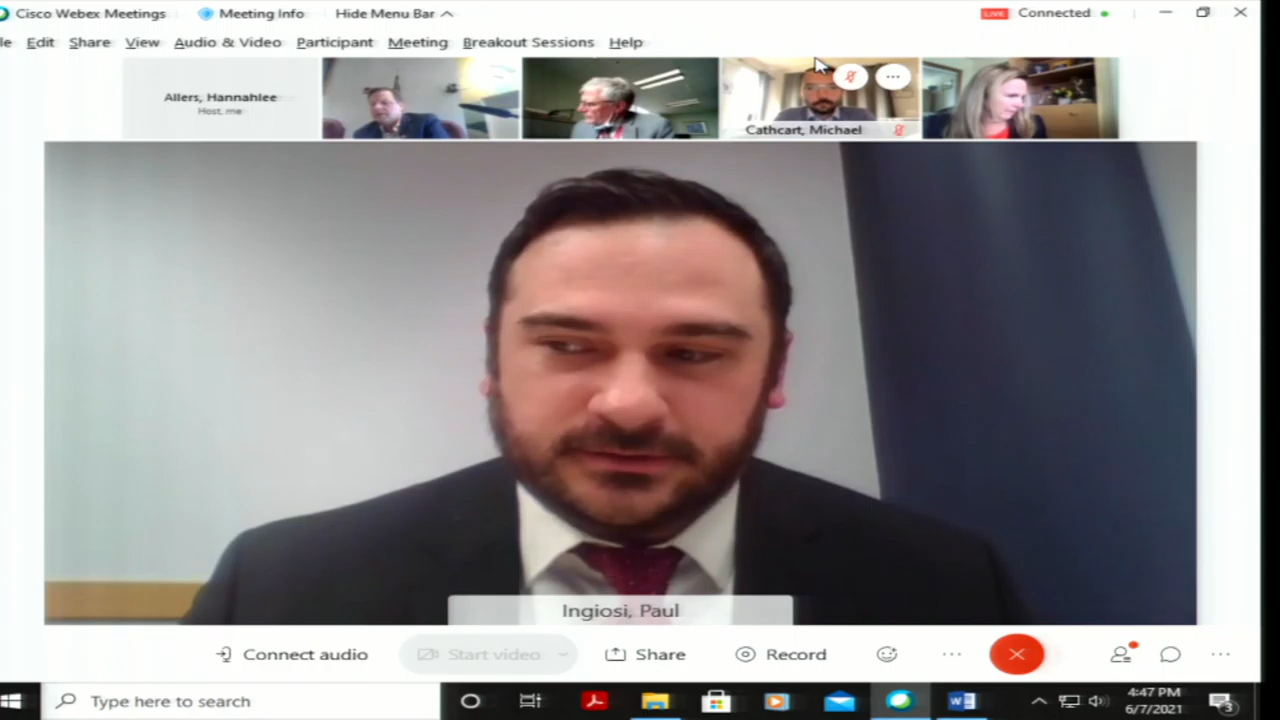 Cisco Webex Meetings Meeting Info Hide Menu Bar LIVE Connected
le Edit Share View Audio & Video Participant Meeting Breakout Sessions Help
Allers, Hannahlee
Host, me
Cathcart, Michael
Ingiosi, Paul
Connect audio Start video Share Record
Type here to search
4:47 PM
6/7/2021
3